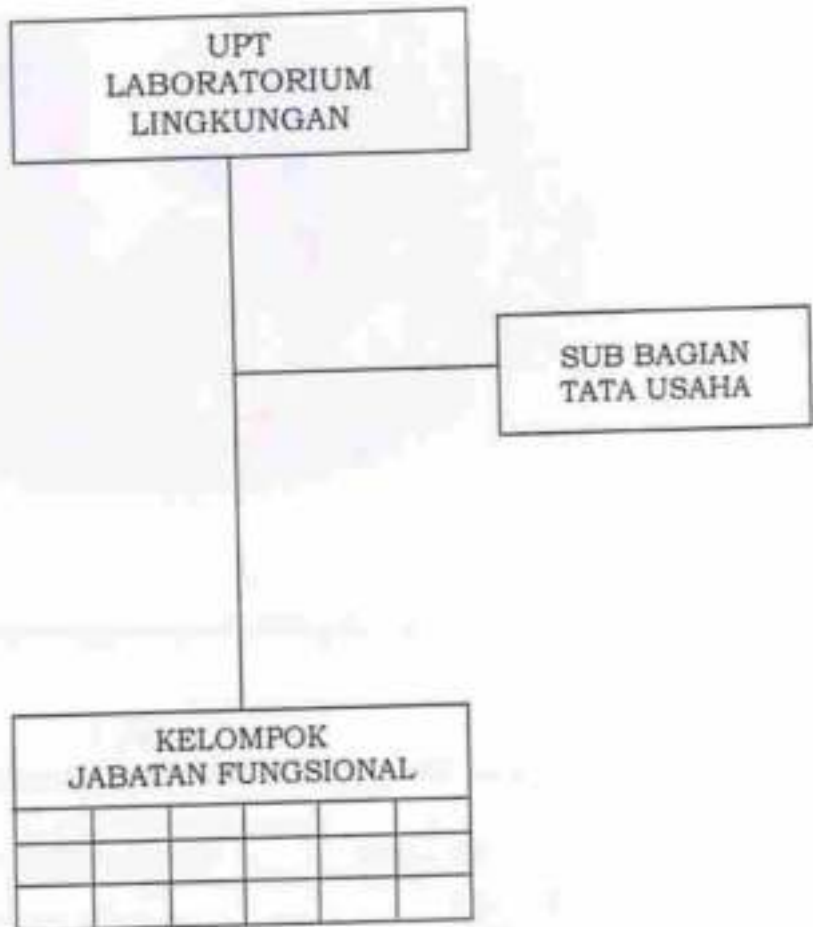 UPT
LABORATORIUM
LINGKUNGAN
SUB BAGIAN
TATA USAHA
KELOMPOK
JABATAN FUNGSIONAL